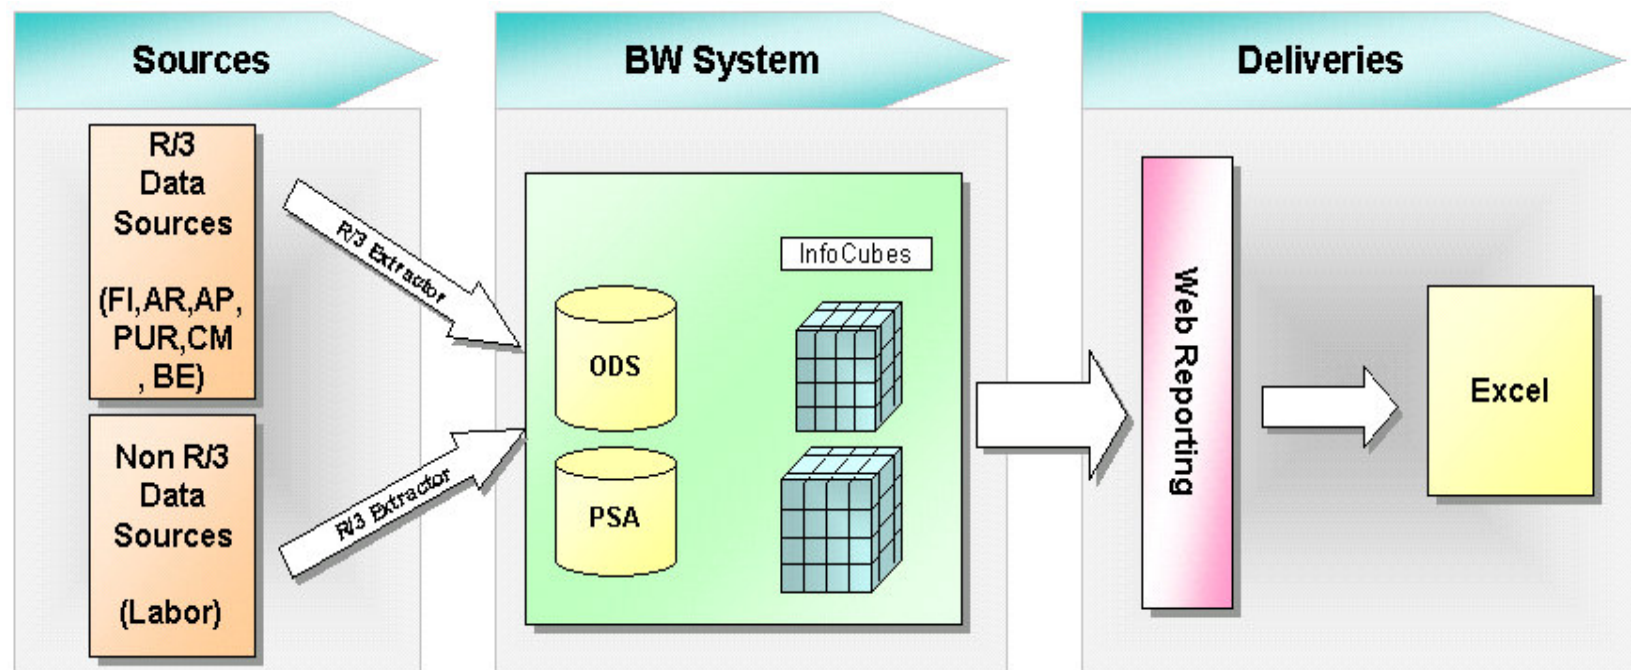 Sources
BW System
Deliveries
R/3
Data
Sources
(FI,AR,AP,
PUR,CM
, BE)
Non R/3
Data
Sources
(Labor)
R/3 Extractor
R/3 Extractor
InfoCubes
ODS
PSA
Web Reporting
Excel